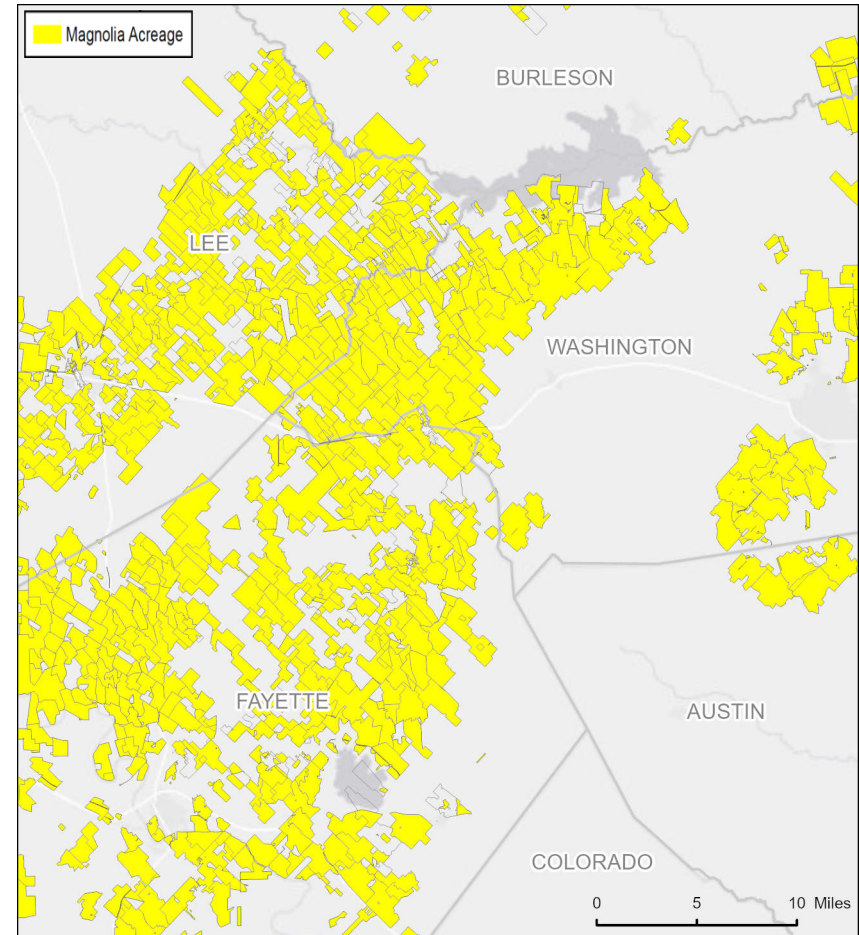 Magnolia Acreage
BURLESON
LEE
WASHINGTON
FAYETTE
AUSTIN
COLORADO
0 5 10 Miles